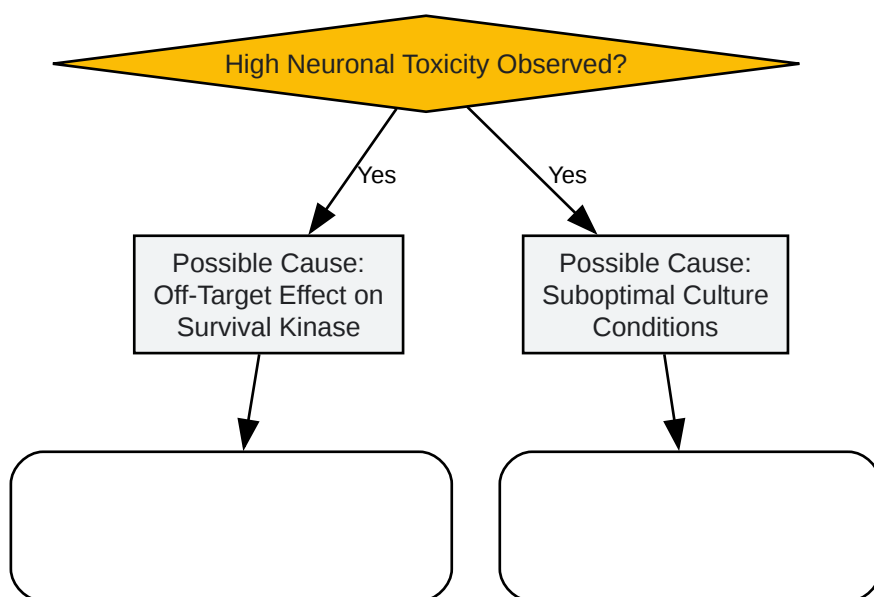 High Neuronal Toxicity Observed?
Yes
Yes
Possible Cause:
Off-Target Effect on
Survival Kinase
Possible Cause:
Suboptimal Culture
Conditions